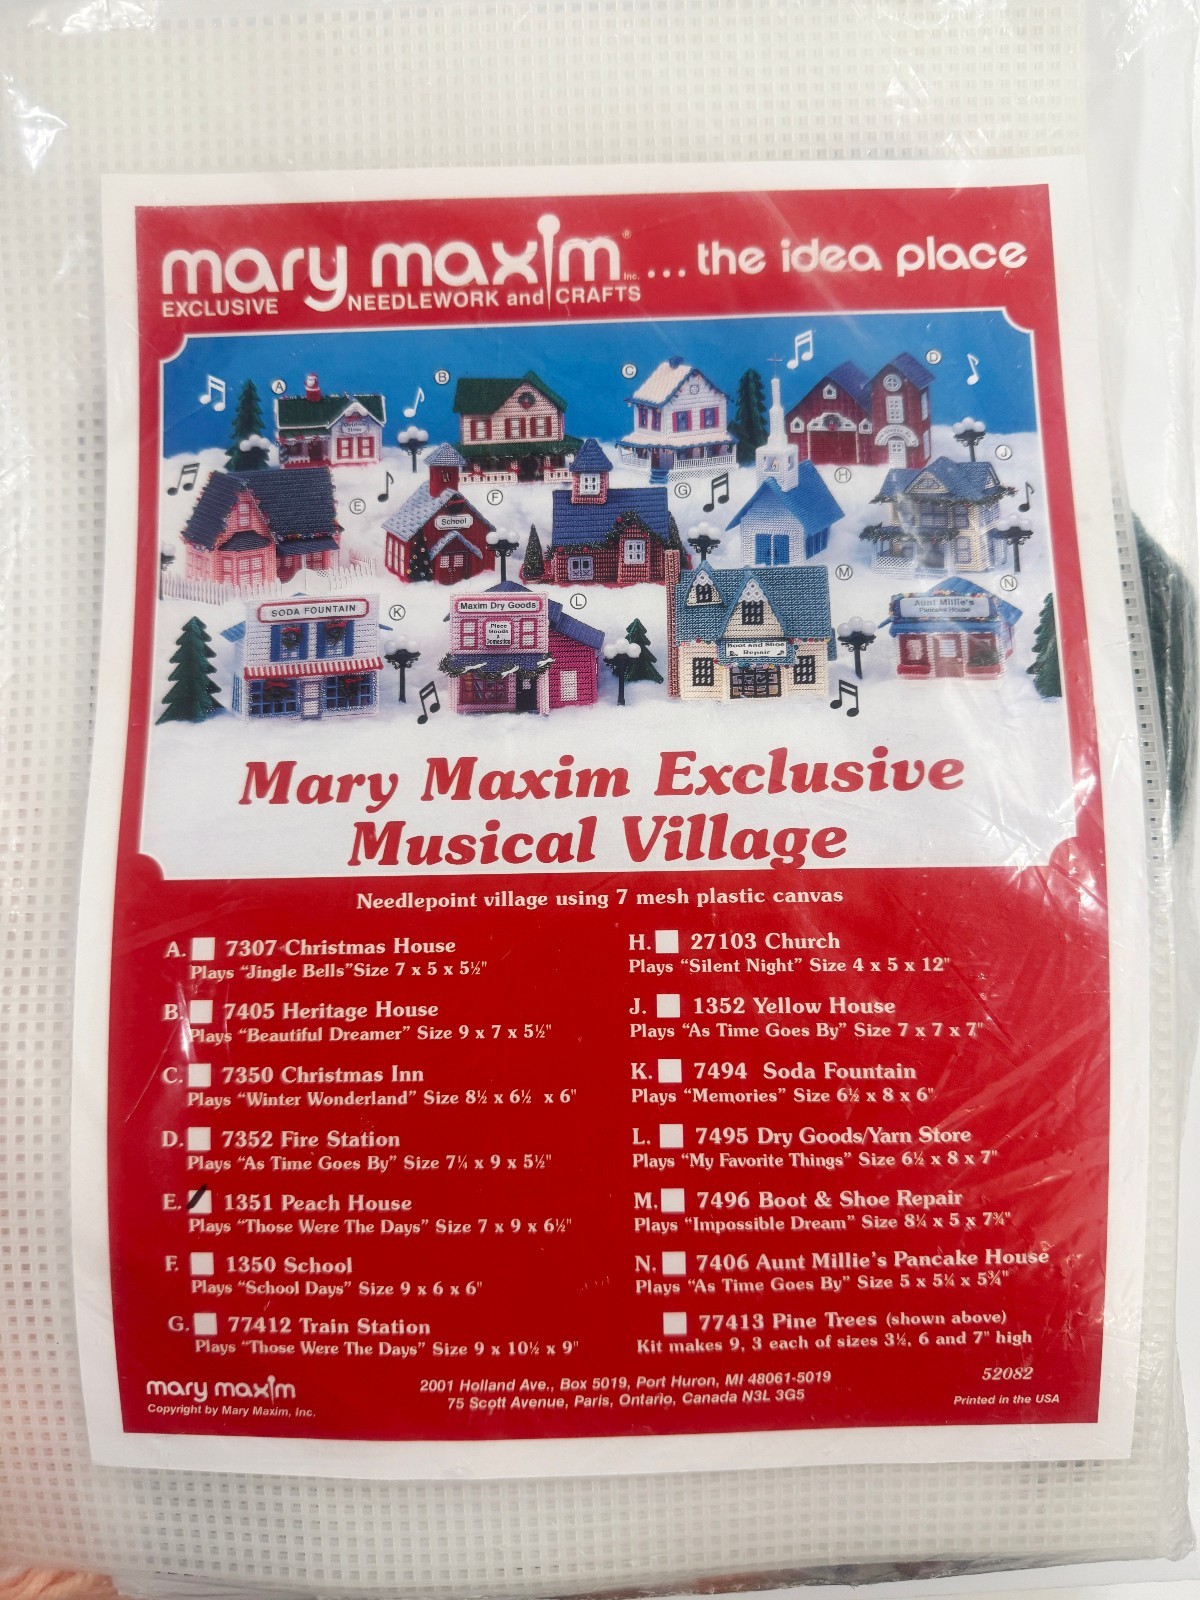 mary maxim® Inc. ... the idea place
EXCLUSIVE NEEDLEWORK and CRAFTS
A
B
C
D
E
F
G
H
J
School
K
SODA FOUNTAIN
L
Maxim Dry Goods
Piece
Goods
&
Domestics
M
Boot and Shoe
Repair
N
Aunt Millie's
Pancake House
Mary Maxim Exclusive
Musical Village
Needlepoint village using 7 mesh plastic canvas
A. 7307 Christmas House
Plays "Jingle Bells" Size 7 x 5 x 5½"
B. 7405 Heritage House
Plays "Beautiful Dreamer" Size 9 x 7 x 5½"
C. 7350 Christmas Inn
Plays "Winter Wonderland" Size 8½ x 6½ x 6"
D. 7352 Fire Station
Plays "As Time Goes By" Size 7¼ x 9 x 5½"
E. 1351 Peach House
Plays "Those Were The Days" Size 7 x 9 x 6½"
F. 1350 School
Plays "School Days" Size 9 x 6 x 6"
G. 77412 Train Station
Plays "Those Were The Days" Size 9 x 10½ x 9"
H. 27103 Church
Plays "Silent Night" Size 4 x 5 x 12"
J. 1352 Yellow House
Plays "As Time Goes By" Size 7 x 7 x 7"
K. 7494 Soda Fountain
Plays "Memories" Size 6½ x 8 x 6"
L. 7495 Dry Goods/Yarn Store
Plays "My Favorite Things" Size 6½ x 8 x 7"
M. 7496 Boot & Shoe Repair
Plays "Impossible Dream" Size 8¼ x 5 x 7¾"
N. 7406 Aunt Millie's Pancake House
Plays "As Time Goes By" Size 5 x 5¼ x 5¾"
77413 Pine Trees (shown above)
Kit makes 9, 3 each of sizes 3½, 6 and 7" high
mary maxim
Copyright by Mary Maxim, Inc.
2001 Holland Ave., Box 5019, Port Huron, MI 48061-5019
75 Scott Avenue, Paris, Ontario, Canada N3L 3G5
52082
Printed in the USA